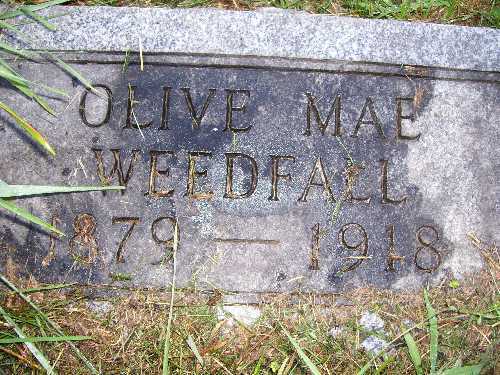 OLIVE MAE
WEEDFALL
1879 — 1918